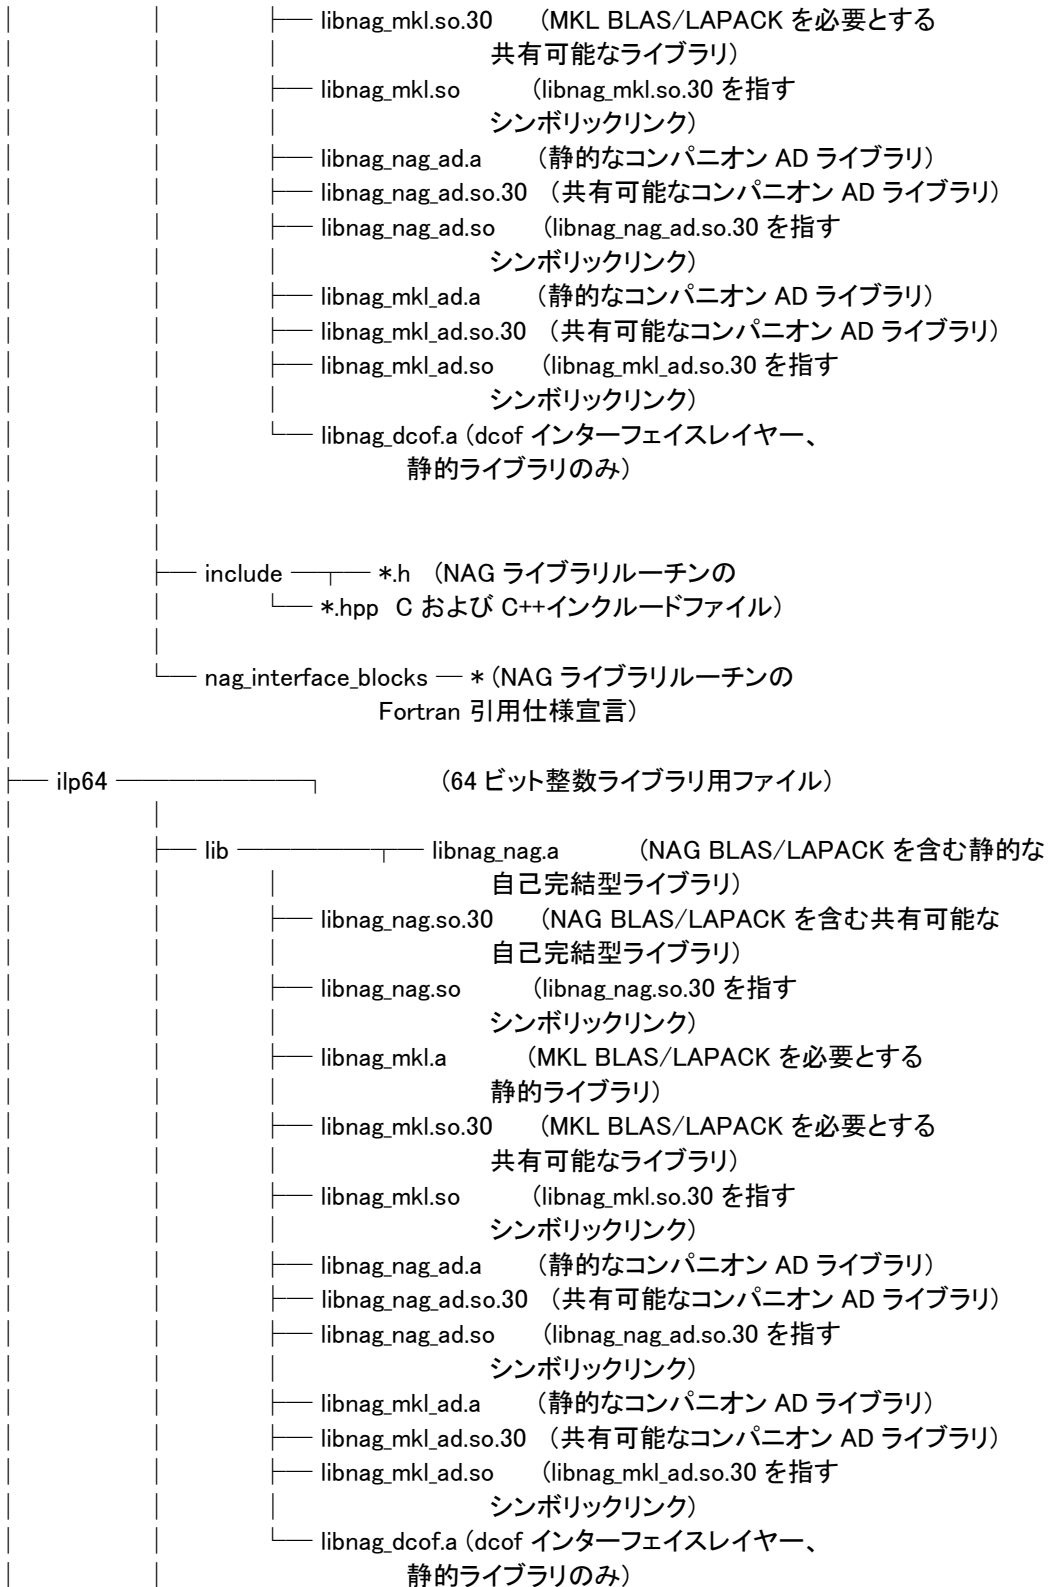 │ │ ├── libnag_mkl.so.30 (MKL BLAS/LAPACK を必要とする
│ │ │ 共有可能なライブラリ)
│ │ ├── libnag_mkl.so (libnag_mkl.so.30 を指す
│ │ │ シンボリックリンク)
│ │ ├── libnag_nag_ad.a (静的なコンパニオン AD ライブラリ)
│ │ ├── libnag_nag_ad.so.30 (共有可能なコンパニオン AD ライブラリ)
│ │ ├── libnag_nag_ad.so (libnag_nag_ad.so.30 を指す
│ │ │ シンボリックリンク)
│ │ ├── libnag_mkl_ad.a (静的なコンパニオン AD ライブラリ)
│ │ ├── libnag_mkl_ad.so.30 (共有可能なコンパニオン AD ライブラリ)
│ │ ├── libnag_mkl_ad.so (libnag_mkl_ad.so.30 を指す
│ │ │ シンボリックリンク)
│ │ └── libnag_dcof.a (dcof インターフェイスレイヤー、
│ │ 静的ライブラリのみ)
│ │
│ │
│ ├── include ─┬── *.h (NAG ライブラリルーチンの
│ │ └── *.hpp C および C++インクルードファイル)
│ │
│ └── nag_interface_blocks ─ * (NAG ライブラリルーチンの
│ Fortran 引用仕様宣言)
│
├── ilp64 ───────┐ (64 ビット整数ライブラリ用ファイル)
│ │
│ ├── lib ─────┬── libnag_nag.a (NAG BLAS/LAPACK を含む静的な
│ │ │ 自己完結型ライブラリ)
│ │ ├── libnag_nag.so.30 (NAG BLAS/LAPACK を含む共有可能な
│ │ │ 自己完結型ライブラリ)
│ │ ├── libnag_nag.so (libnag_nag.so.30 を指す
│ │ │ シンボリックリンク)
│ │ ├── libnag_mkl.a (MKL BLAS/LAPACK を必要とする
│ │ │ 静的ライブラリ)
│ │ ├── libnag_mkl.so.30 (MKL BLAS/LAPACK を必要とする
│ │ │ 共有可能なライブラリ)
│ │ ├── libnag_mkl.so (libnag_mkl.so.30 を指す
│ │ │ シンボリックリンク)
│ │ ├── libnag_nag_ad.a (静的なコンパニオン AD ライブラリ)
│ │ ├── libnag_nag_ad.so.30 (共有可能なコンパニオン AD ライブラリ)
│ │ ├── libnag_nag_ad.so (libnag_nag_ad.so.30 を指す
│ │ │ シンボリックリンク)
│ │ ├── libnag_mkl_ad.a (静的なコンパニオン AD ライブラリ)
│ │ ├── libnag_mkl_ad.so.30 (共有可能なコンパニオン AD ライブラリ)
│ │ ├── libnag_mkl_ad.so (libnag_mkl_ad.so.30 を指す
│ │ │ シンボリックリンク)
│ │ └── libnag_dcof.a (dcof インターフェイスレイヤー、
│ │ 静的ライブラリのみ)